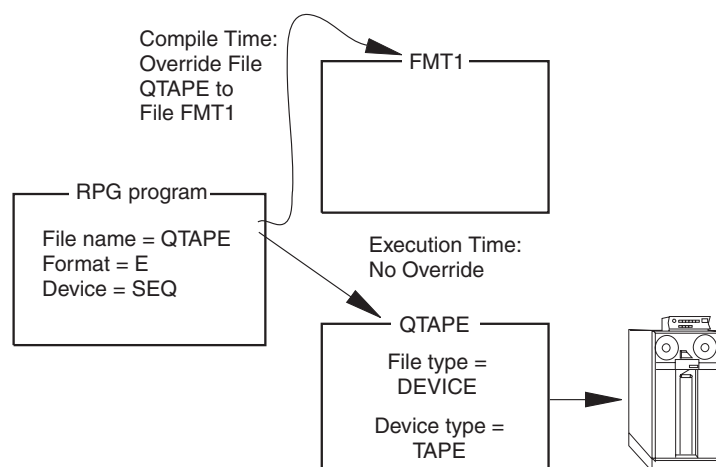 Compile Time:
Override File
QTAPE to
File FMT1
FMT1
RPG program
File name = QTAPE
Format = E
Device = SEQ
Execution Time:
No Override
QTAPE
File type =
DEVICE
Device type =
TAPE